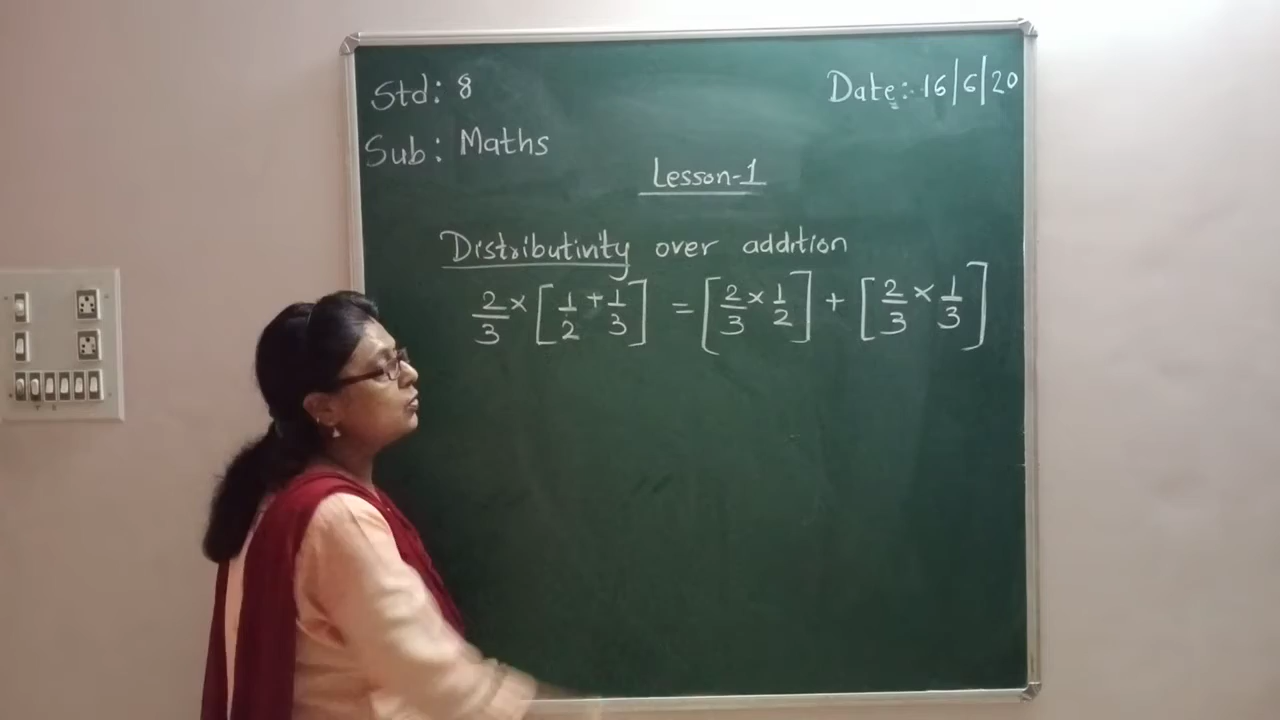 Std: 8
Date: 16/6/20
Sub: Maths
Lesson-1
Distributivity over addition
2/3 × [1/2 + 1/3] = [2/3 × 1/2] + [2/3 × 1/3]